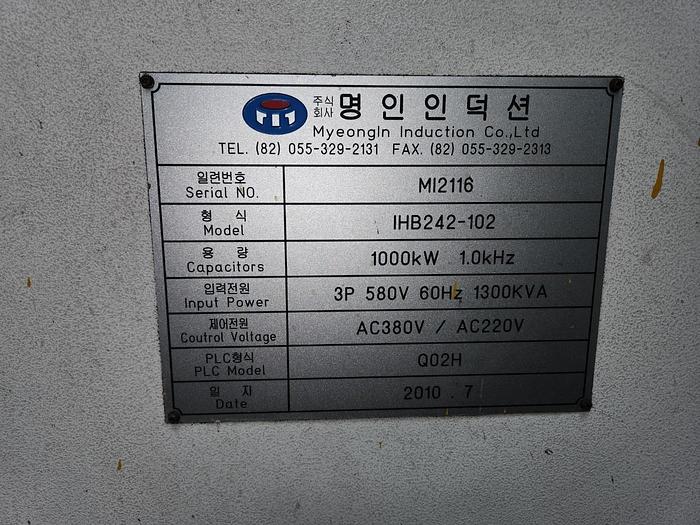 주식회사 명인인덕션
MyeongIn Induction Co.,Ltd
TEL. (82) 055-329-2131 FAX. (82) 055-329-2313
일련번호 MI2116
Serial NO.
형 식 IHB242-102
Model
용 량 1000kW 1.0kHz
Capacitors
입력전원 3P 580V 60Hz 1300KVA
Input Power
제어전원 AC380V / AC220V
Coutrol Voltage
PLC형식 Q02H
PLC Model
일 자 2010 . 7
Date